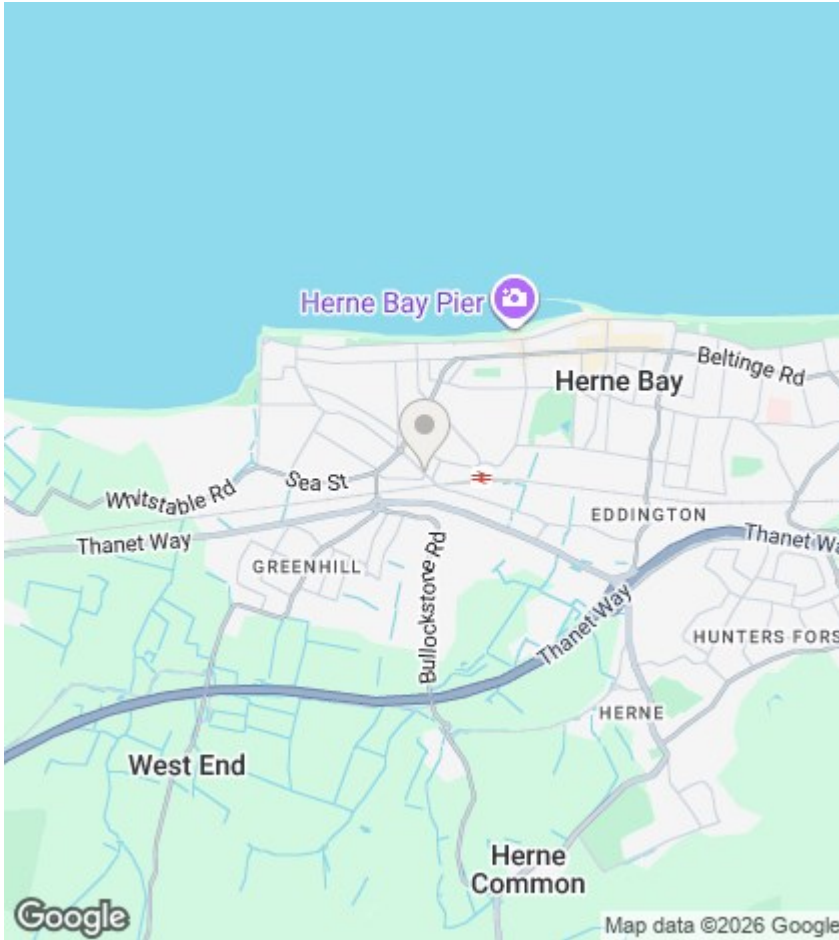 Herne Bay Pier
Beltinge Rd
Herne Bay
Sea St
Whitstable Rd
EDDINGTON
Thanet Way
Thanet Wa
GREENHILL
Bullockstone Rd
Thanet Way
HUNTERS FORS
HERNE
West End
Herne
Common
Google
Map data ©2026 Google